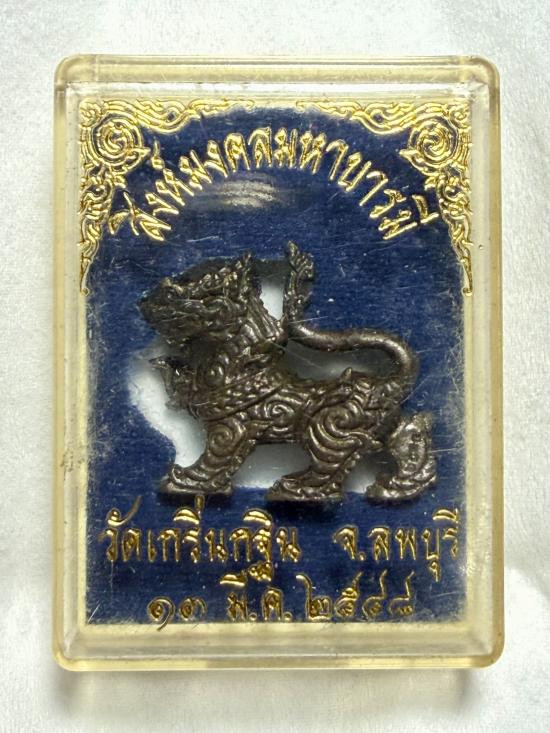 สิงห์มงคลมหาบารมี
วัดเกริ่นกฐิน จ.ลพบุรี
๑๓ มี.ค. ๒๕๔๘